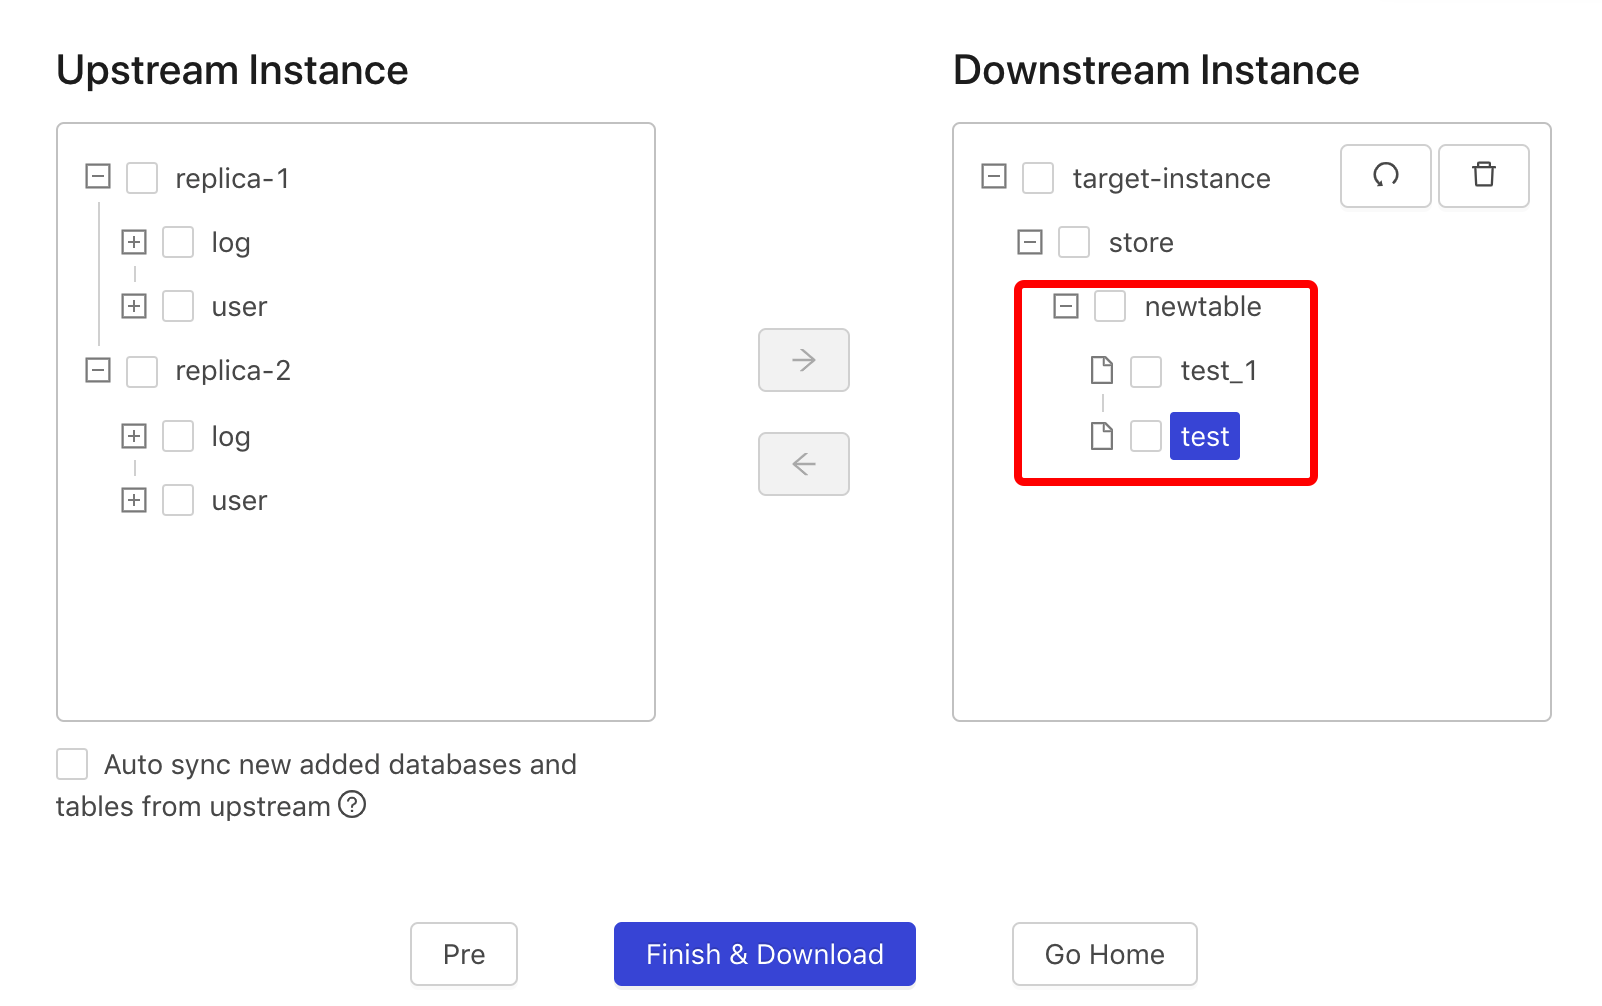 Upstream Instance
replica-1
log
user
replica-2
log
user
Auto sync new added databases and
tables from upstream
Downstream Instance
target-instance
store
newtable
test_1
test
Pre
Finish & Download
Go Home